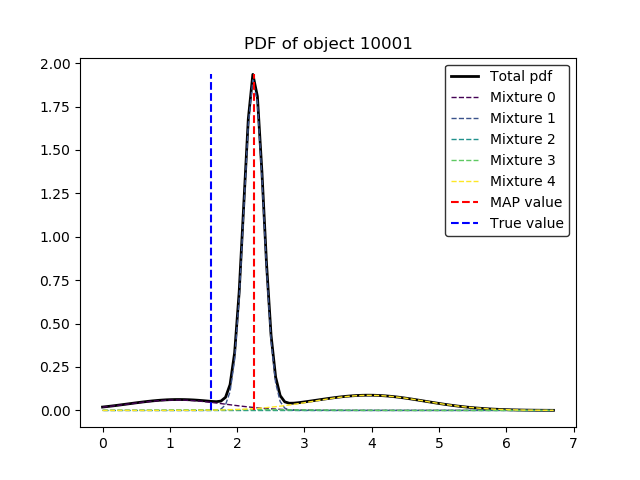 PDF of object 10001
2.00
1.75
1.50
1.25
1.00
0.75
0.50
0.25
0.00
0 1 2 3 4 5 6 7
Total pdf
Mixture 0
Mixture 1
Mixture 2
Mixture 3
Mixture 4
MAP value
True value